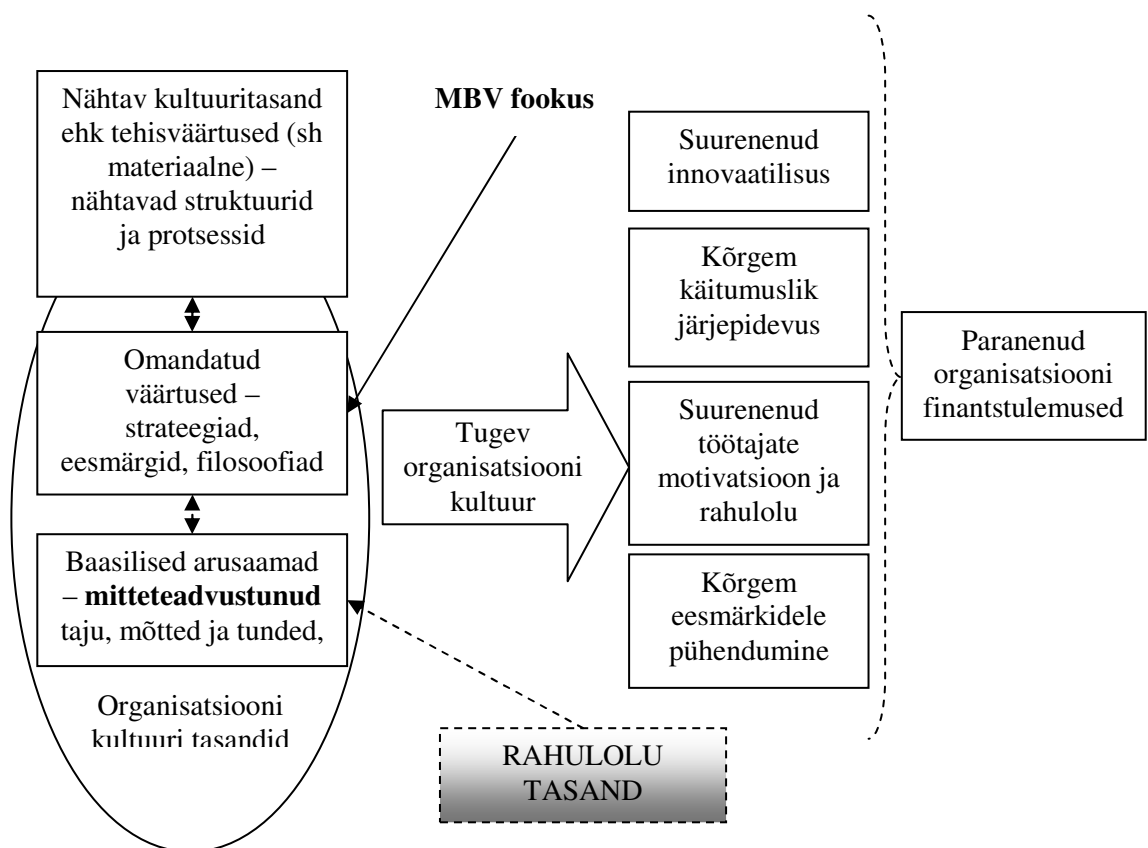 Nähtav kultuuritasand
ehk tehisväärtused (sh
materiaalne) –
nähtavad struktuurid
ja protsessid
Omandatud
väärtused –
strateegiad,
eesmärgid, filosoofiad
Baasilised arusaamad
– mitteteadvustunud
taju, mõtted ja tunded,
Organisatsiooni
kultuuri tasandid
MBV fookus
Tugev
organisatsiooni
kultuur
RAHULOLU
TASAND
Suurenenud
innovaatilisus
Kõrgem
käitumuslik
järjepidevus
Suurenenud
töötajate
motivatsioon ja
rahulolu
Kõrgem
eesmärkidele
pühendumine
Paranenud
organisatsiooni
finantstulemused